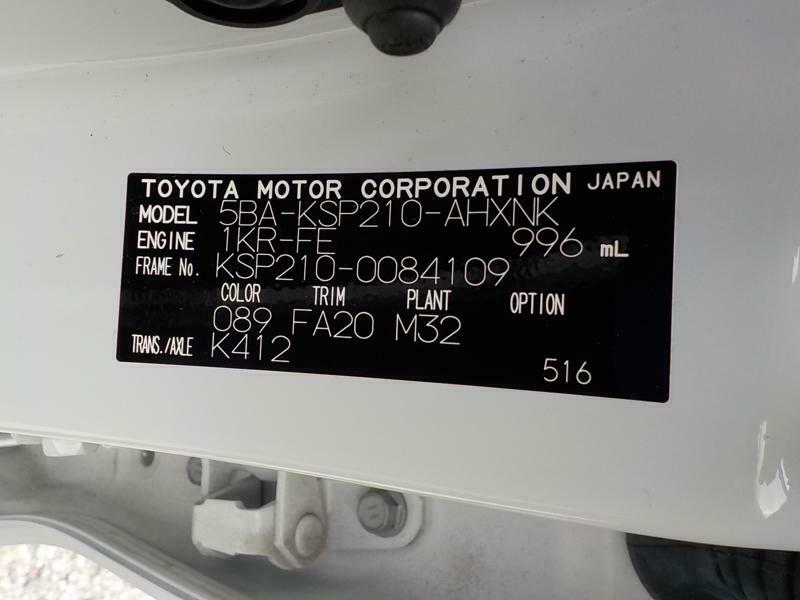 TOYOTA MOTOR CORPORATION JAPAN
MODEL 5BA-KSP210-AHXNK
ENGINE 1KR-FE 996 mL
FRAME No. KSP210-0084109
COLOR TRIM PLANT OPTION
089 FA20 M32
TRANS./AXLE K412
516